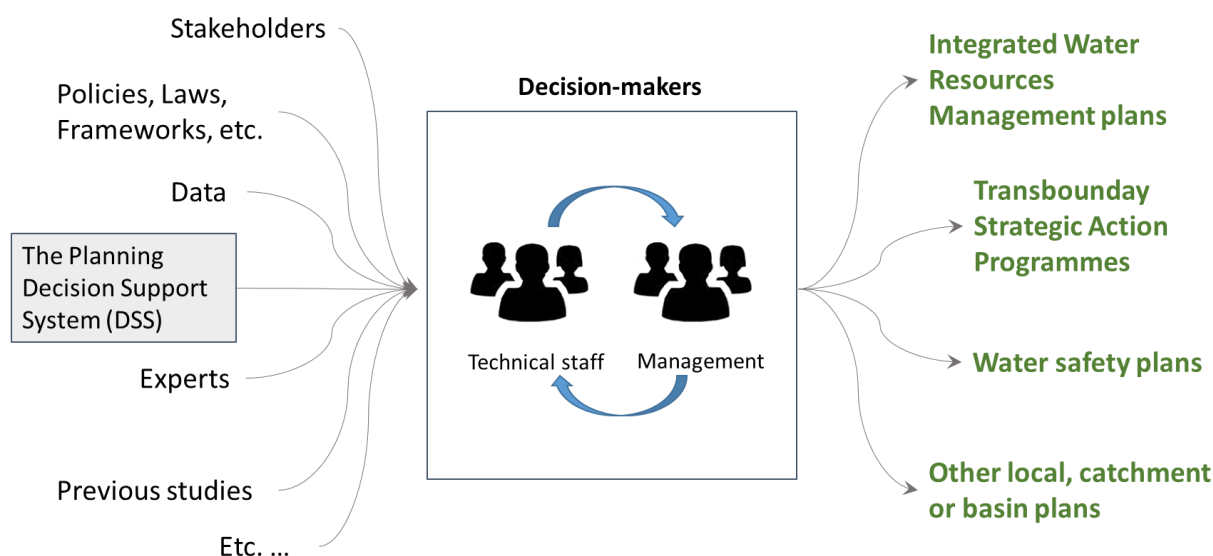 Stakeholders
Policies, Laws,
Frameworks, etc.
Data
The Planning
Decision Support
System (DSS)
Experts
Previous studies
Etc. ...
Decision-makers
Technical staff
Management
Integrated Water
Resources
Management plans
Transbounday
Strategic Action
Programmes
Water safety plans
Other local, catchment
or basin plans